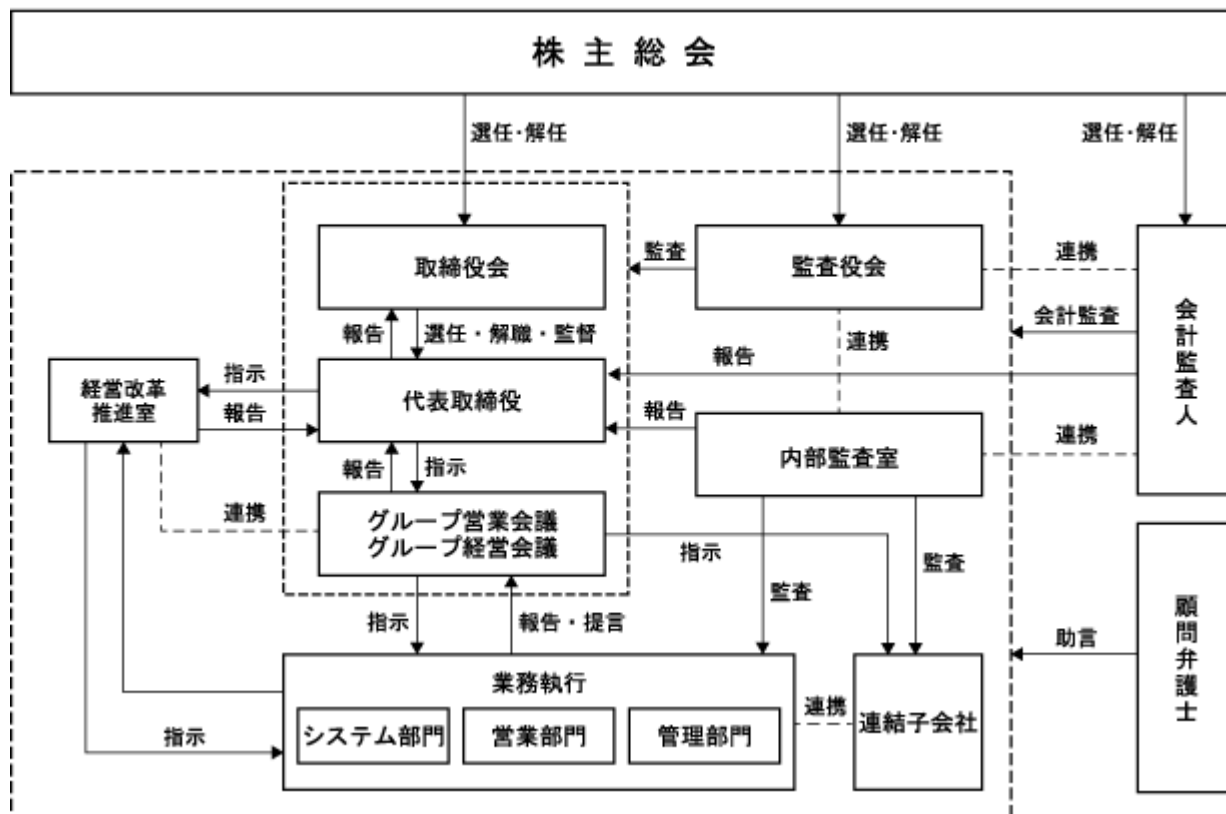 株主総会
選任・解任
選任・解任
選任・解任
取締役会
監査
監査役会
連携
会計監査
会計監査人
報告
選任・解職・監督
連携
報告
経営改革
推進室
指示
報告
代表取締役
報告
内部監査室
連携
報告
指示
連携
グループ営業会議
グループ経営会議
指示
監査
監査
指示
報告・提言
助言
顧問弁護士
業務執行
システム部門
営業部門
管理部門
連携
連結子会社
指示